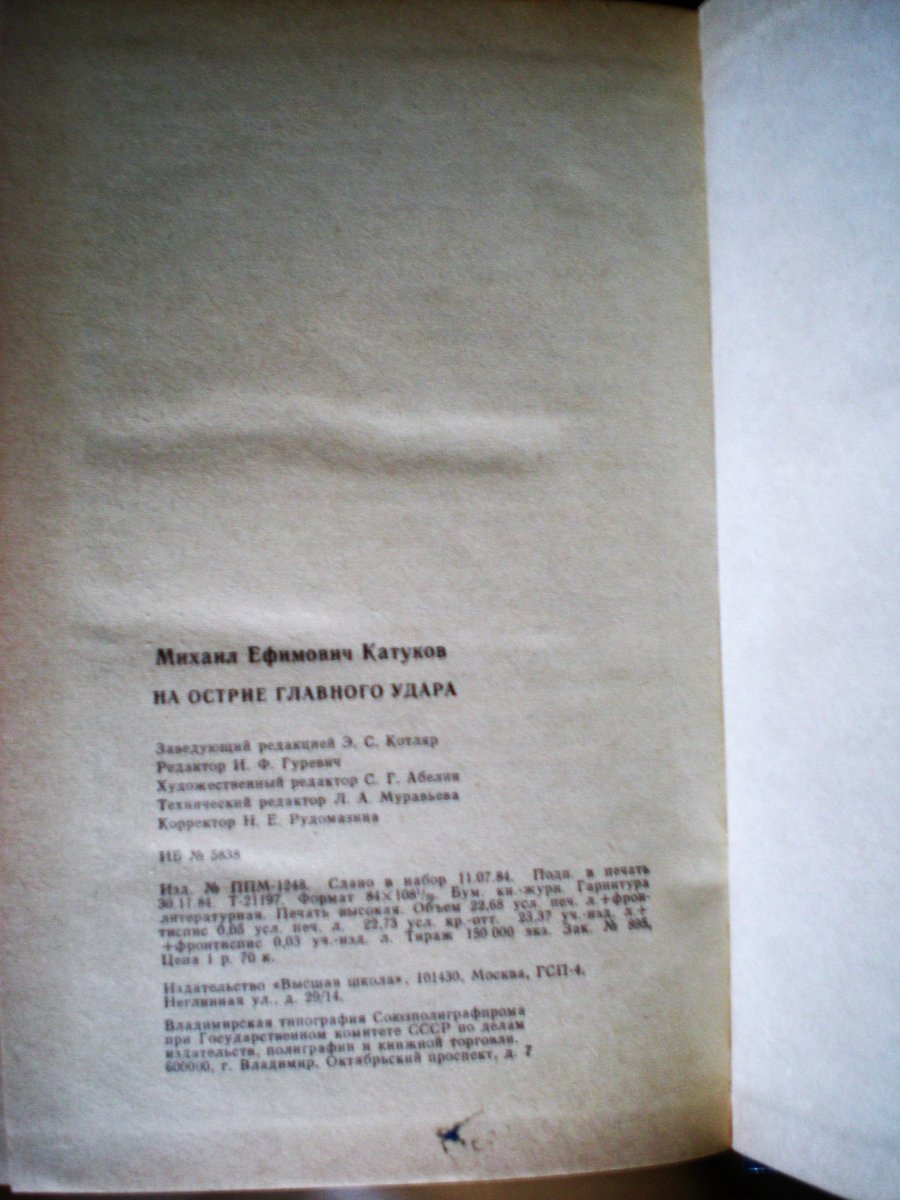 Михаил Ефимович Катуков
НА ОСТРИЕ ГЛАВНОГО УДАРА
Заведующий редакцией Э. С. Котляр
Редактор И. Ф. Гуревич
Художественный редактор С. Г. Абелин
Технический редактор Л. А. Муравьева
Корректор Н. Е. Рудомазина
ИБ № 5838
Изд. № ППМ-1248. Сдано в набор 11.07.84. Подп. в печать
30.11.84. Т-21197. Формат 84×108¹/₃₂. Бум. кн.-журн. Гарнитура
литературная. Печать высокая. Объем 22,68 усл. печ. л.+фрон-
тиспис 0,05 усл. печ. л. 22,73 усл. кр.-отт. 23,37 уч.-изд. л.+
+фронтиспис 0,03 уч.-изд. л. Тираж 150 000 экз. Зак. № 895,
Цена 1 р. 70 к.
Издательство «Высшая школа», 101430, Москва, ГСП-4,
Неглинная ул., д. 29/14.
Владимирская типография Союзполиграфпрома
при Государственном комитете СССР по делам
издательств, полиграфии и книжной торговли.
600000, г. Владимир, Октябрьский проспект, д. 7